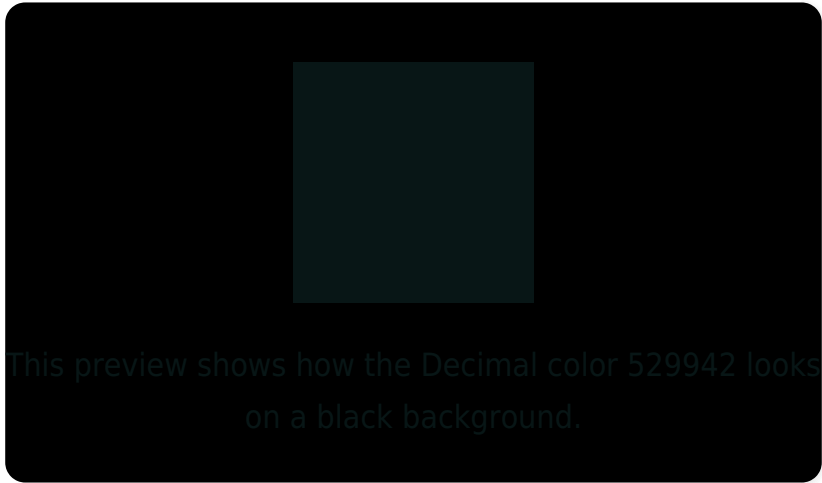 This preview shows how the Decimal color 529942 looks
on a black background.